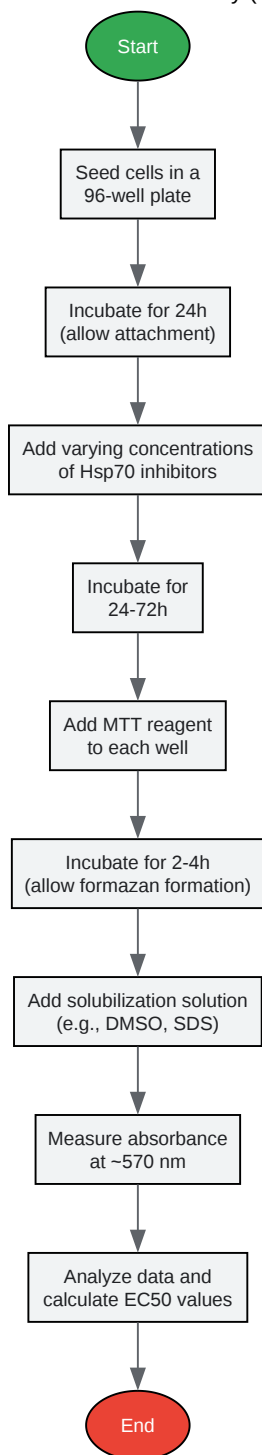 Start
Seed cells in a
96-well plate
Incubate for 24h
(allow attachment)
Add varying concentrations
of Hsp70 inhibitors
Incubate for
24-72h
Add MTT reagent
to each well
Incubate for 2-4h
(allow formazan formation)
Add solubilization solution
(e.g., DMSO, SDS)
Measure absorbance
at ~570 nm
Analyze data and
calculate EC50 values
End